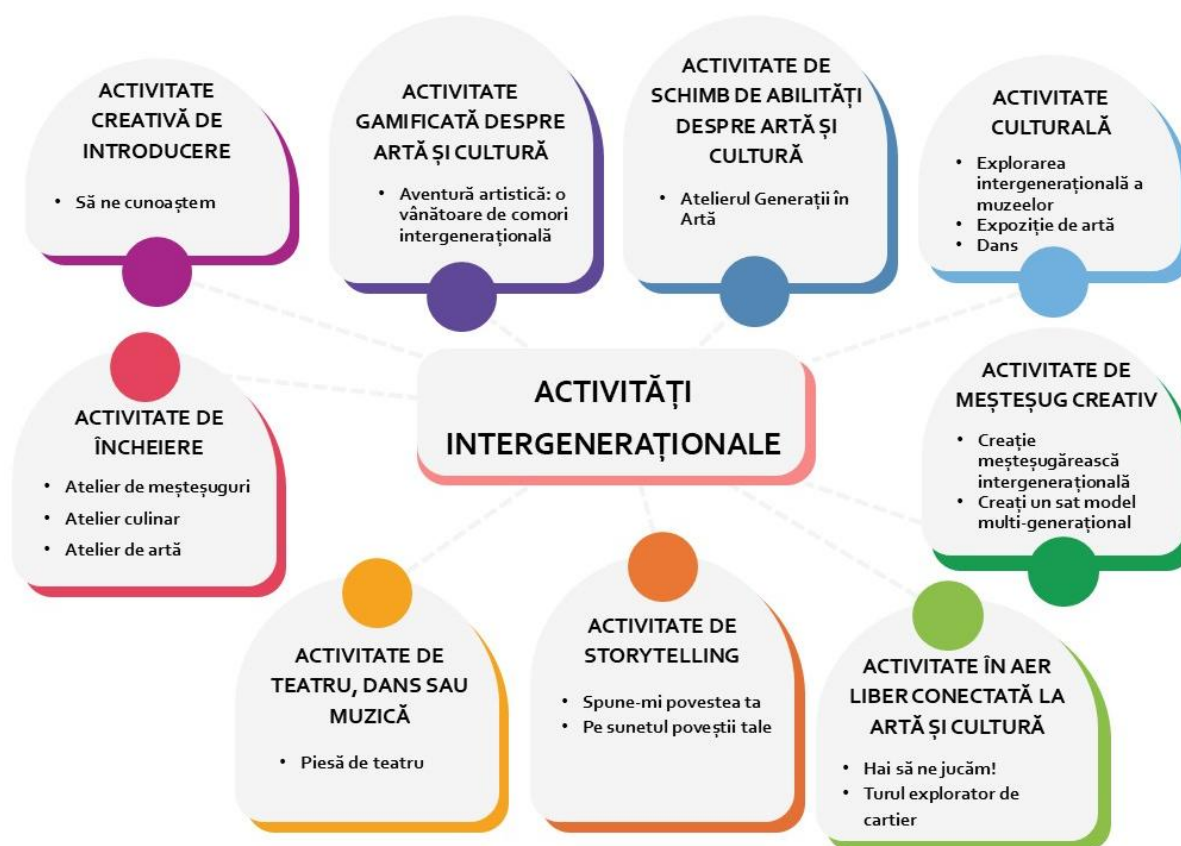 ACTIVITATE
CREATIVĂ DE
INTRODUCERE
• Să ne cunoaștem
ACTIVITATE
GAMIFICATĂ DESPRE
ARTĂ ȘI CULTURĂ
• Aventură artistică: o
vânătoare de comori
intergenerațională
ACTIVITATE DE
SCHIMB DE ABILITĂȚI
DESPRE ARTĂ ȘI
CULTURĂ
• Atelierul Generații în
Artă
ACTIVITATE
CULTURALĂ
• Explorarea
intergenerațională a
muzeelor
• Expoziție de artă
• Dans
ACTIVITĂȚI
INTERGENERAȚIONALE
ACTIVITATE DE
ÎNCHEIERE
• Atelier de meșteșuguri
• Atelier culinar
• Atelier de artă
ACTIVITATE DE
MEȘTEȘUG CREATIV
• Creație
meșteșugărească
intergenerațională
• Creați un sat model
multi-generațional
ACTIVITATE DE
TEATRU, DANS SAU
MUZICĂ
• Piesă de teatru
ACTIVITATE DE
STORYTELLING
• Spune-mi povestea ta
• Pe sunetul poveștii tale
ACTIVITATE ÎN AER
LIBER CONECTATĂ LA
ARTĂ ȘI CULTURĂ
• Hai să ne jucăm!
• Turul explorator de
cartier